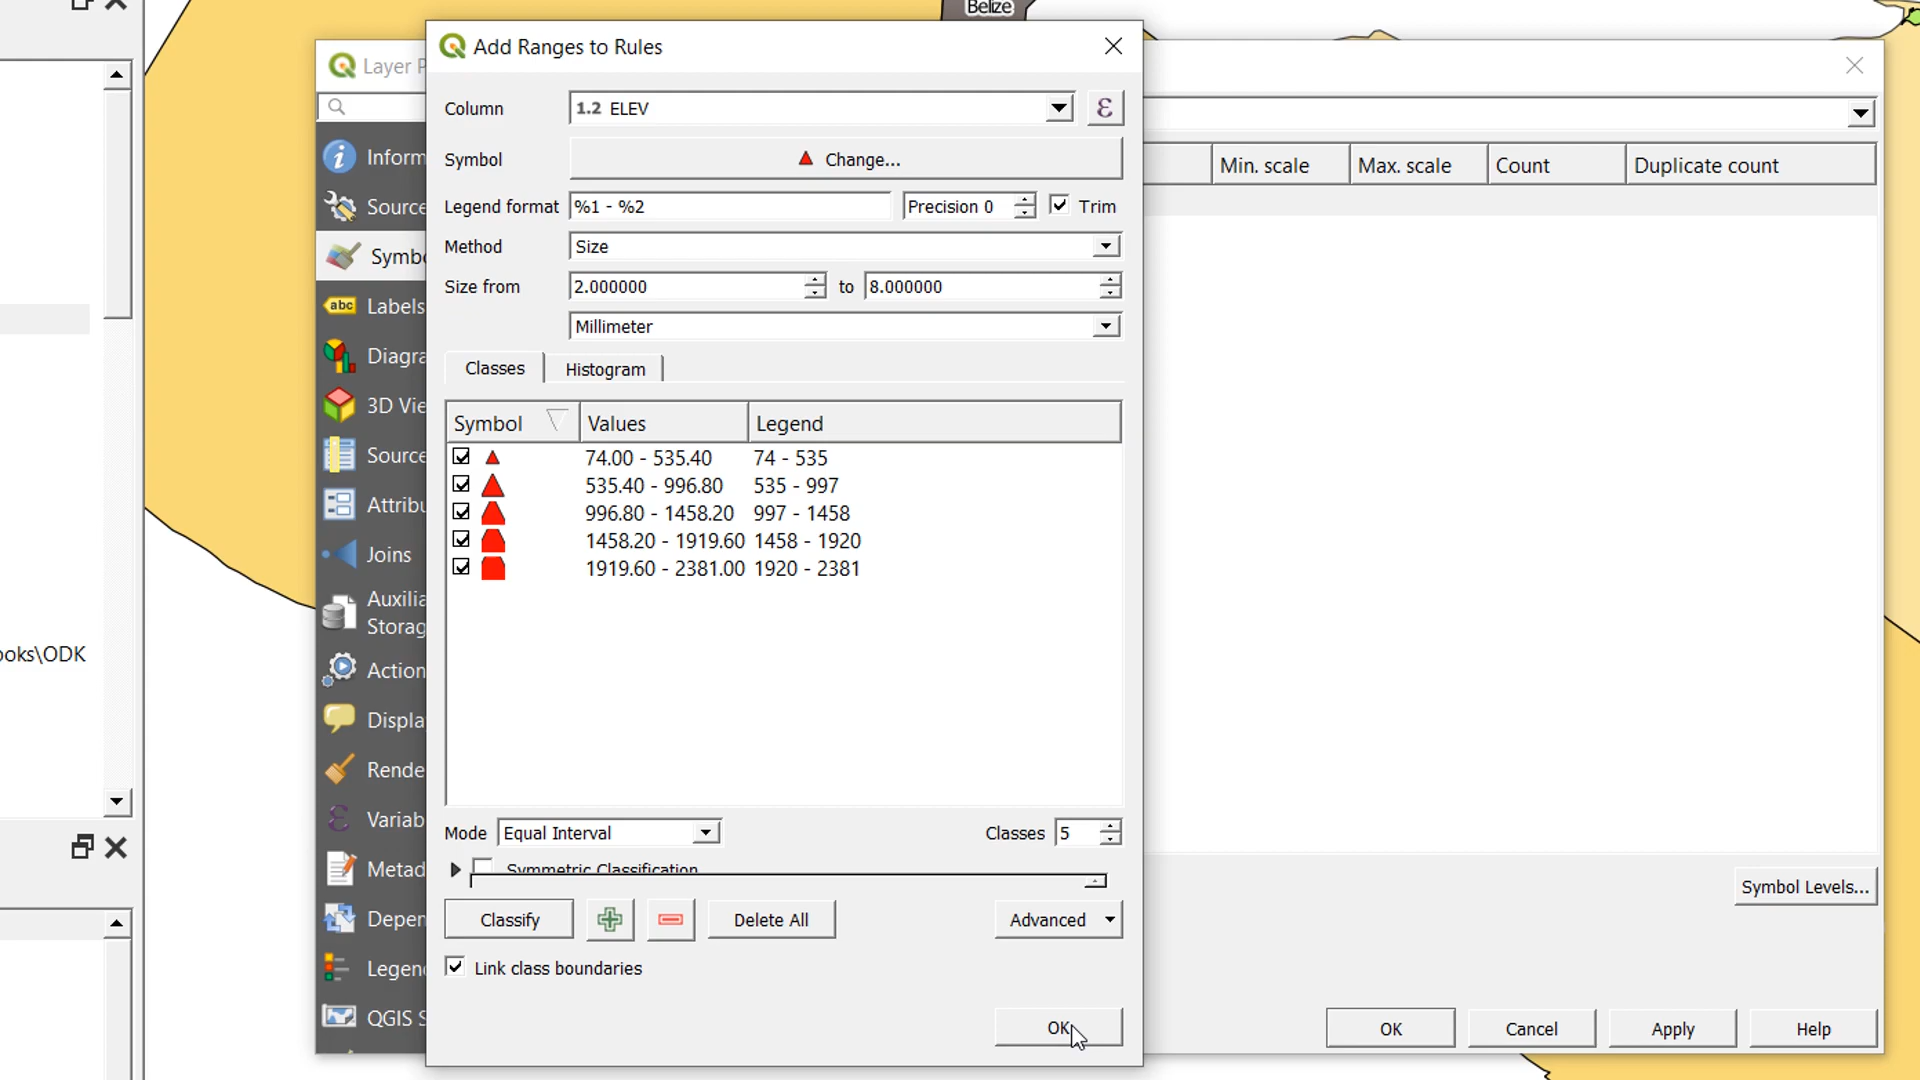 Belize
Add Ranges to Rules
Layer P
Column
1.2 ELEV
ε
Symbol
Change...
Legend format
%1 - %2
Precision 0
Trim
Method
Size
Size from
2.000000
to
8.000000
Millimeter
Classes
Histogram
Symbol
Values
Legend
74.00 - 535.40 74 - 535
535.40 - 996.80 535 - 997
996.80 - 1458.20 997 - 1458
1458.20 - 1919.60 1458 - 1920
1919.60 - 2381.00 1920 - 2381
Mode
Equal Interval
Classes
5
Symmetric Classification
Classify
Delete All
Advanced
Link class boundaries
OK
Inform
Source
Symbo
abc
Labels
Diagra
3D Vie
Source
Attribu
Joins
Auxilia
Storag
Action
Displa
Rende
ε
Variab
Metad
Depen
Legen
QGIS S
ooks\ODK
Min. scale
Max. scale
Count
Duplicate count
Symbol Levels...
OK
Cancel
Apply
Help